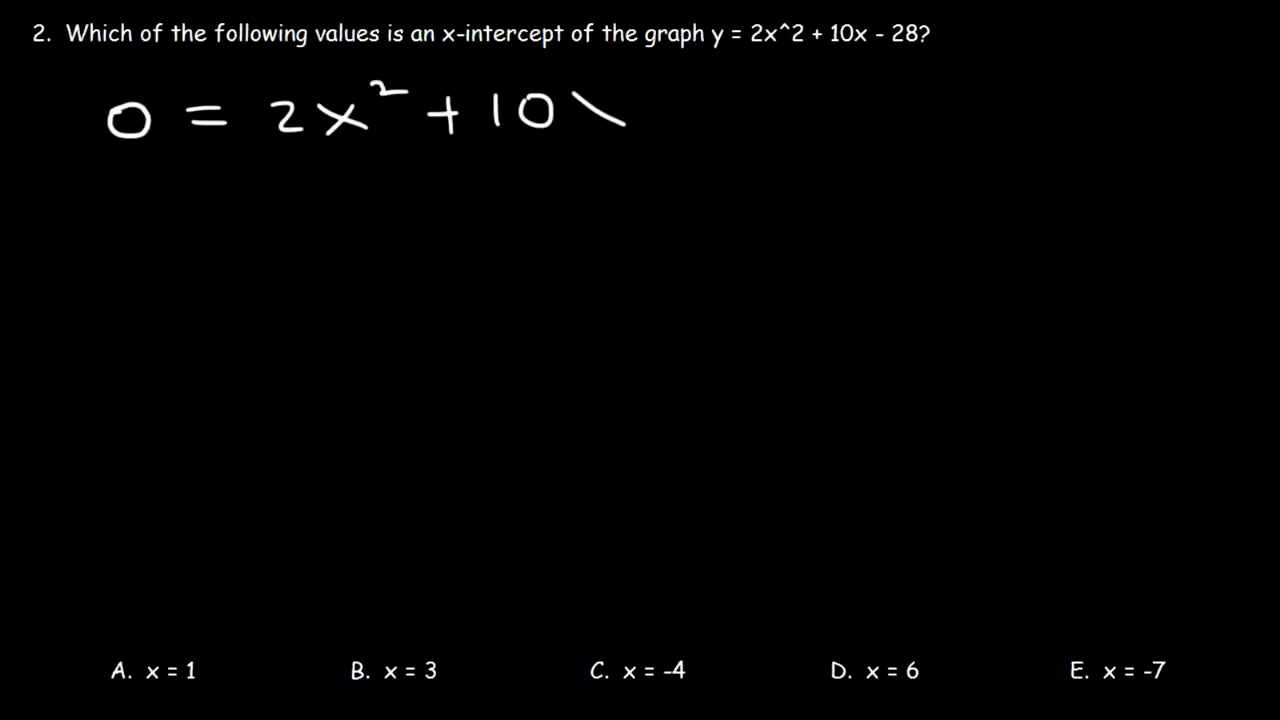 2. Which of the following values is an x-intercept of the graph y = 2x^2 + 10x - 28?
0 = 2x² + 10
A. x = 1 B. x = 3 C. x = -4 D. x = 6 E. x = -7